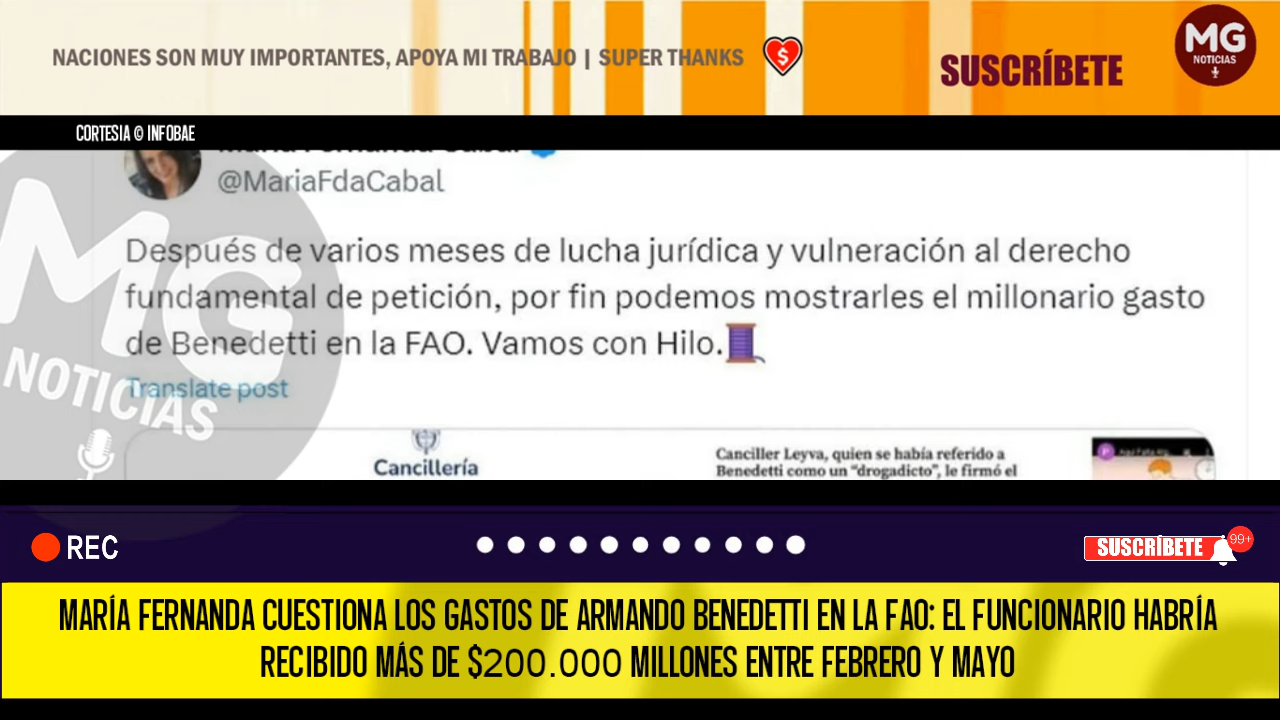 NACIONES SON MUY IMPORTANTES, APOYA MI TRABAJO | SUPER THANKS
SUSCRÍBETE
MG
NOTICIAS
CORTESIA © INFOBAE
María Fernanda Cabal
@MariaFdaCabal
Después de varios meses de lucha jurídica y vulneración al derecho
fundamental de petición, por fin podemos mostrarles el millonario gasto
de Benedetti en la FAO. Vamos con Hilo.
Translate post
MG
NOTICIAS
Cancillería
Canciller Leyva, quien se había referido a
Benedetti como un “drogadicto”, le firmó el
REC
SUSCRÍBETE
99+
MARÍA FERNANDA CUESTIONA LOS GASTOS DE ARMANDO BENEDETTI EN LA FAO: EL FUNCIONARIO HABRÍA
RECIBIDO MÁS DE $200.000 MILLONES ENTRE FEBRERO Y MAYO